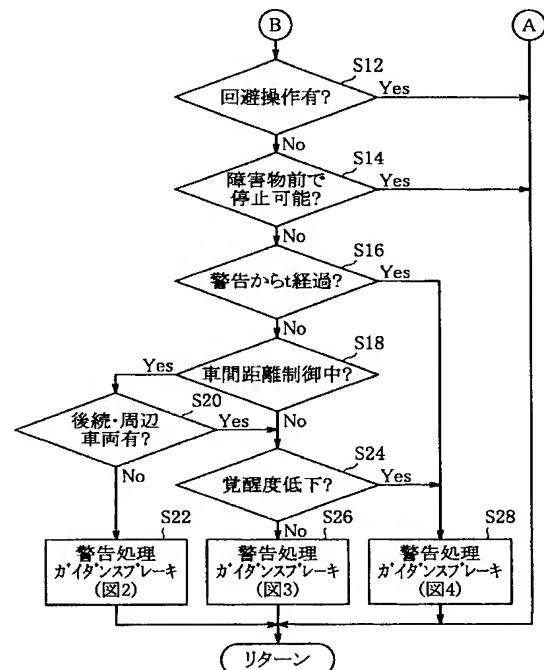 B
A
S12
回避操作有?
Yes
No
S14
障害物前で
停止可能?
Yes
No
S16
警告からt経過?
Yes
No
S18
Yes
車間距離制御中?
No
S20
後続・周辺
車両有?
Yes
No
S24
覚醒度低下?
Yes
No
S22
警告処理
ガイダンスブレーキ
(図2)
S26
警告処理
ガイダンスブレーキ
(図3)
S28
警告処理
ガイダンスブレーキ
(図4)
リターン